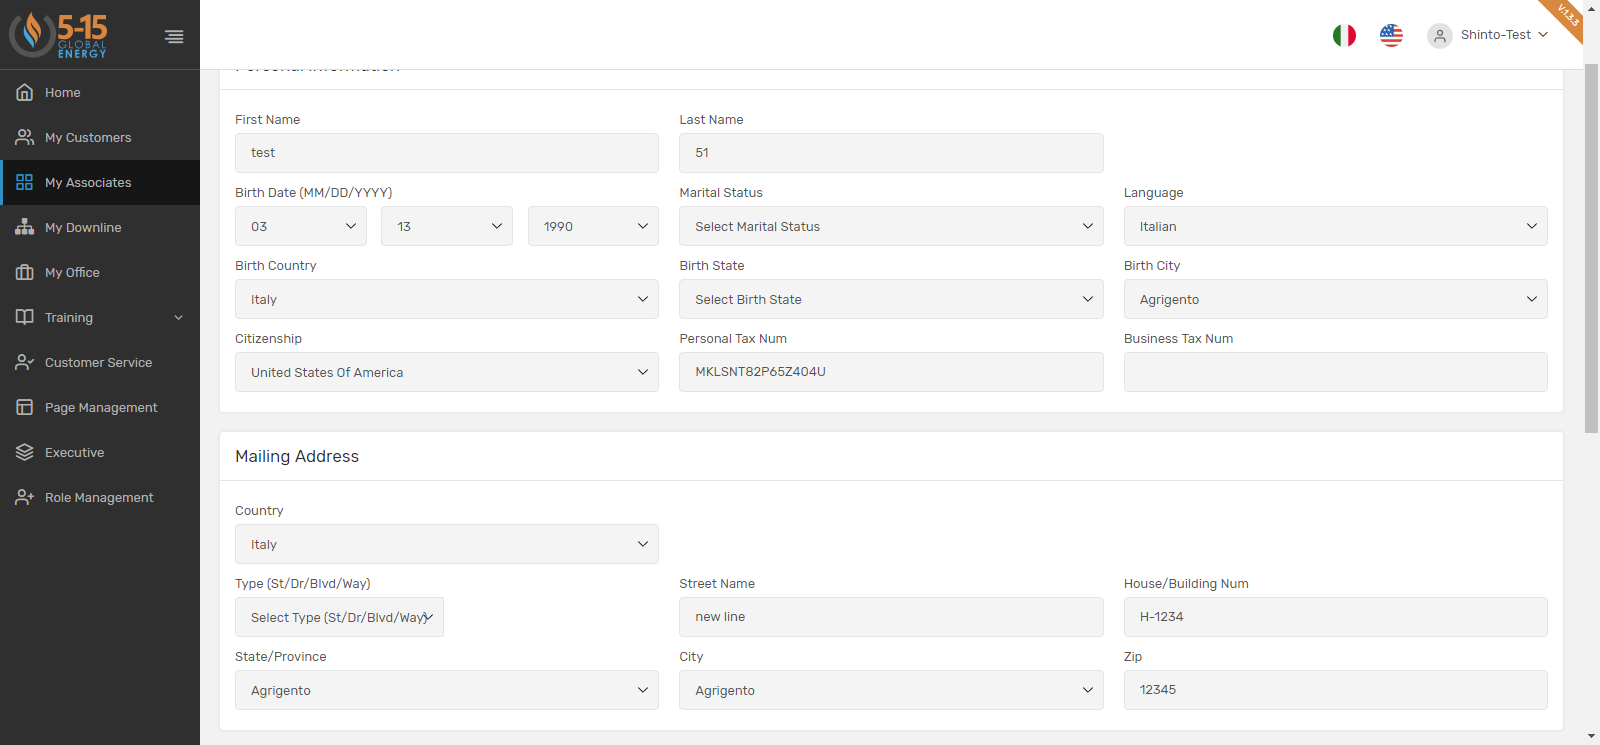 5-15
GLOBAL
ENERGY
V.1.3.3
Shinto-Test
Home
My Customers
My Associates
My Downline
My Office
Training
Customer Service
Page Management
Executive
Role Management
Personal Information
First Name
Last Name
test
51
Birth Date (MM/DD/YYYY)
Marital Status
Language
03
13
1990
Select Marital Status
Italian
Birth Country
Birth State
Birth City
Italy
Select Birth State
Agrigento
Citizenship
Personal Tax Num
Business Tax Num
United States Of America
MKLSNT82P65Z404U
Mailing Address
Country
Italy
Type (St/Dr/Blvd/Way)
Street Name
House/Building Num
Select Type (St/Dr/Blvd/Way)
new line
H-1234
State/Province
City
Zip
Agrigento
Agrigento
12345